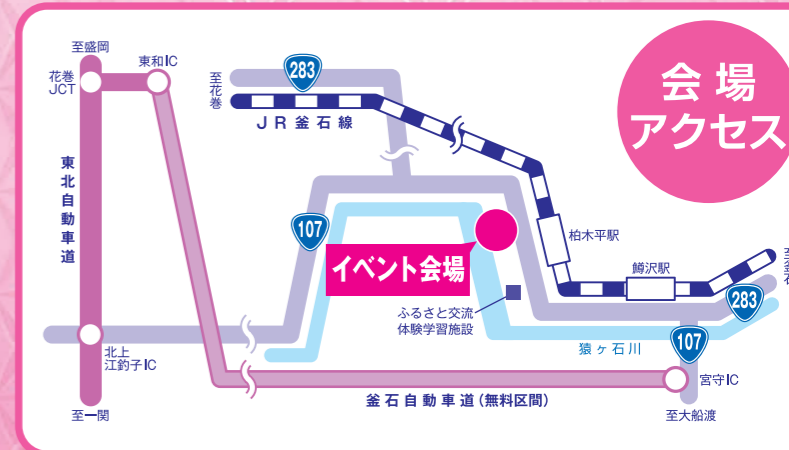 会場
アクセス
至盛岡
花巻
JCT
東和IC
至花巻
283
JR釜石線
東北自動車道
107
イベント会場
柏木平駅
鱒沢駅
至釜石
283
ふるさと交流
体験学習施設
猿ヶ石川
107
北上
江釣子IC
宮守IC
釜石自動車道(無料区間)
至一関
至大船渡